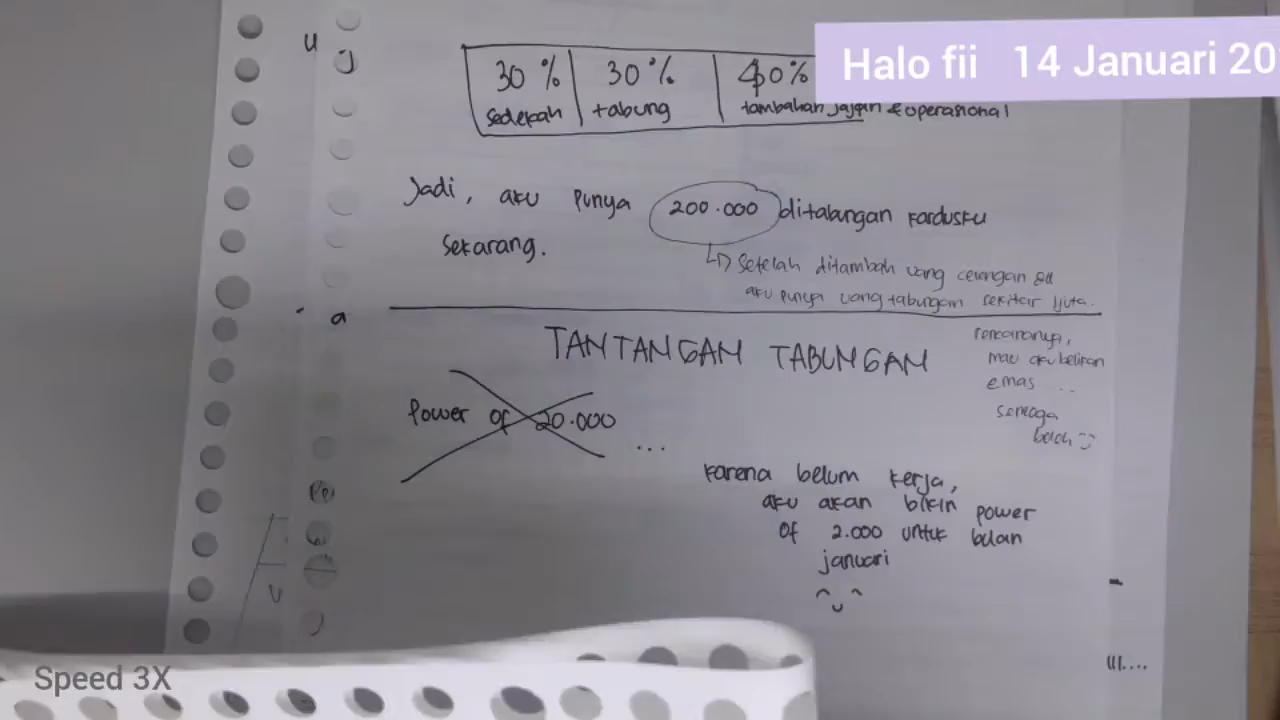 Halo fii 14 Januari 20
u
30 % 30 % 40%
sedekah tabung tambahan jajan & operasional
Jadi, aku punya 200.000 ditabungan kardusku
sekarang.
setelah ditambah uang celengan
aku punya uang tabungan sekitar 1juta.
a
TANTANGAN TABUNGAN
rencananya,
mau aku belikan
emas ..
semoga
boleh
Power of 20.000
...
karena belum kerja,
aku akan bikin power
of 2.000 untuk bulan
januari
Speed 3X